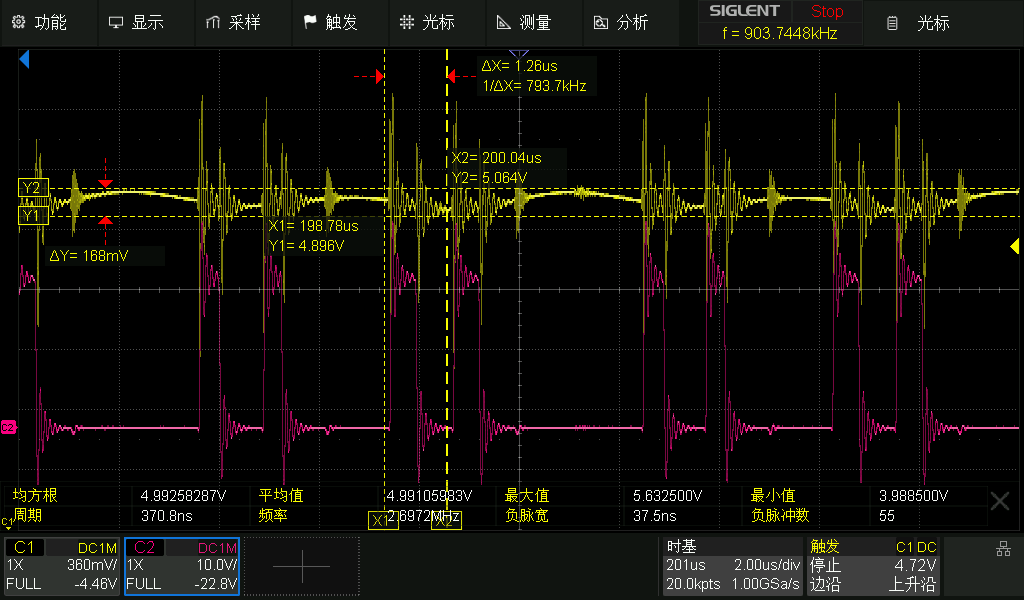 功能 显示 采样 触发 光标 测量 分析 SIGLENT Stop 光标
f = 903.7448kHz
ΔX= 1.26us
1/ΔX= 793.7kHz
X2= 200.04us
Y2= 5.064V
Y2
Y1
X1= 198.78us
Y1= 4.896V
ΔY= 168mV
C2
均方根 4.99258287V 平均值 4.99105983V 最大值 5.632500V 最小值 3.988500V
周期 370.8ns 频率 2.6972MHz 负脉宽 37.5ns 负脉冲数 55
C1
X1 X2
C1 DC1M
1X 360mV/
FULL -4.46V
C2 DC1M
1X 10.0V/
FULL -22.8V
时基
201us 2.00us/div
20.0kpts 1.00GSa/s
触发 C1 DC
停止 4.72V
边沿 上升沿